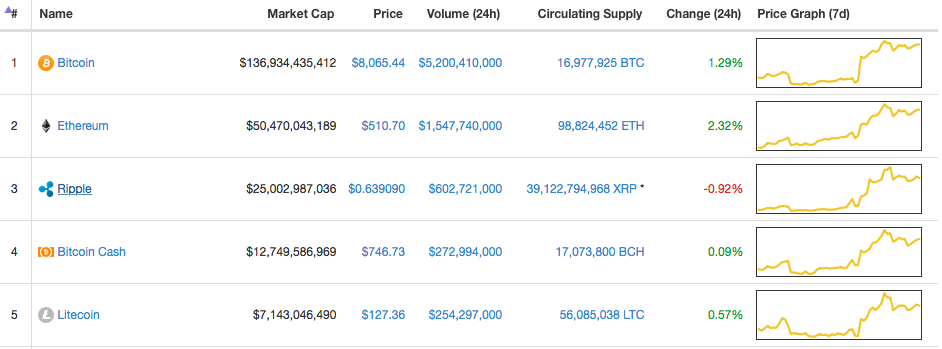 # Name Market Cap Price Volume (24h) Circulating Supply Change (24h) Price Graph (7d)
1 Bitcoin $136,934,435,412 $8,065.44 $5,200,410,000 16,977,925 BTC 1.29%
2 Ethereum $50,470,043,189 $510.70 $1,547,740,000 98,824,452 ETH 2.32%
3 Ripple $25,002,987,036 $0.639090 $602,721,000 39,122,794,968 XRP * -0.92%
4 Bitcoin Cash $12,749,586,969 $746.73 $272,994,000 17,073,800 BCH 0.09%
5 Litecoin $7,143,046,490 $127.36 $254,297,000 56,085,038 LTC 0.57%